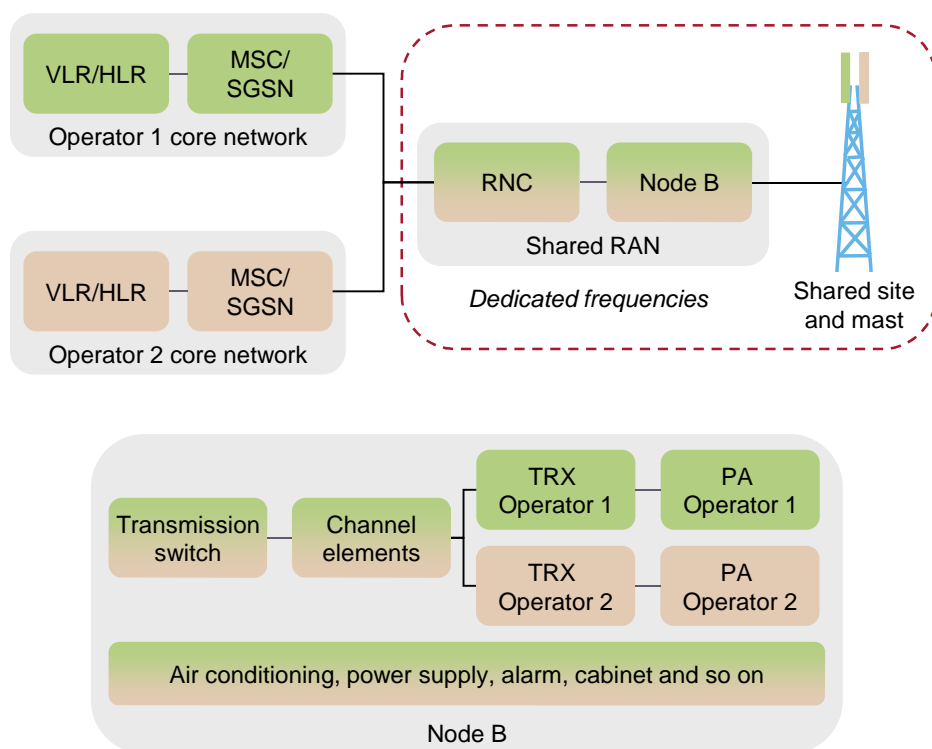 VLR/HLR
MSC/
SGSN
Operator 1 core network
VLR/HLR
MSC/
SGSN
Operator 2 core network
RNC
Node B
Shared RAN
Dedicated frequencies
Shared site
and mast
Transmission
switch
Channel
elements
TRX
Operator 1
PA
Operator 1
TRX
Operator 2
PA
Operator 2
Air conditioning, power supply, alarm, cabinet and so on
Node B